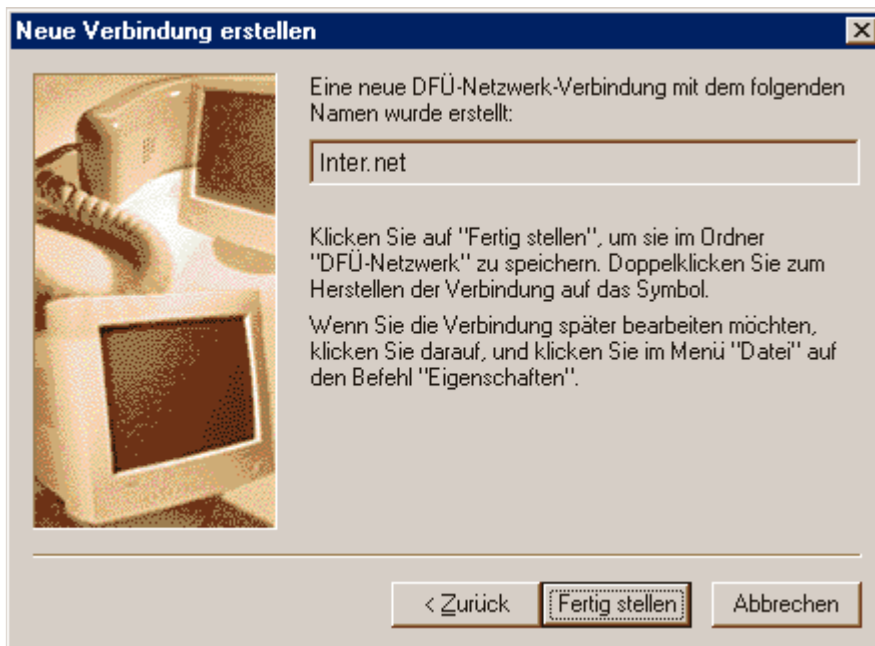 Neue Verbindung erstellen
Eine neue DFÜ-Netzwerk-Verbindung mit dem folgenden
Namen wurde erstellt:
Inter.net
Klicken Sie auf "Fertig stellen", um sie im Ordner
"DFÜ-Netzwerk" zu speichern. Doppelklicken Sie zum
Herstellen der Verbindung auf das Symbol.
Wenn Sie die Verbindung später bearbeiten möchten,
klicken Sie darauf, und klicken Sie im Menü "Datei" auf
den Befehl "Eigenschaften".
< Zurück
Fertig stellen
Abbrechen